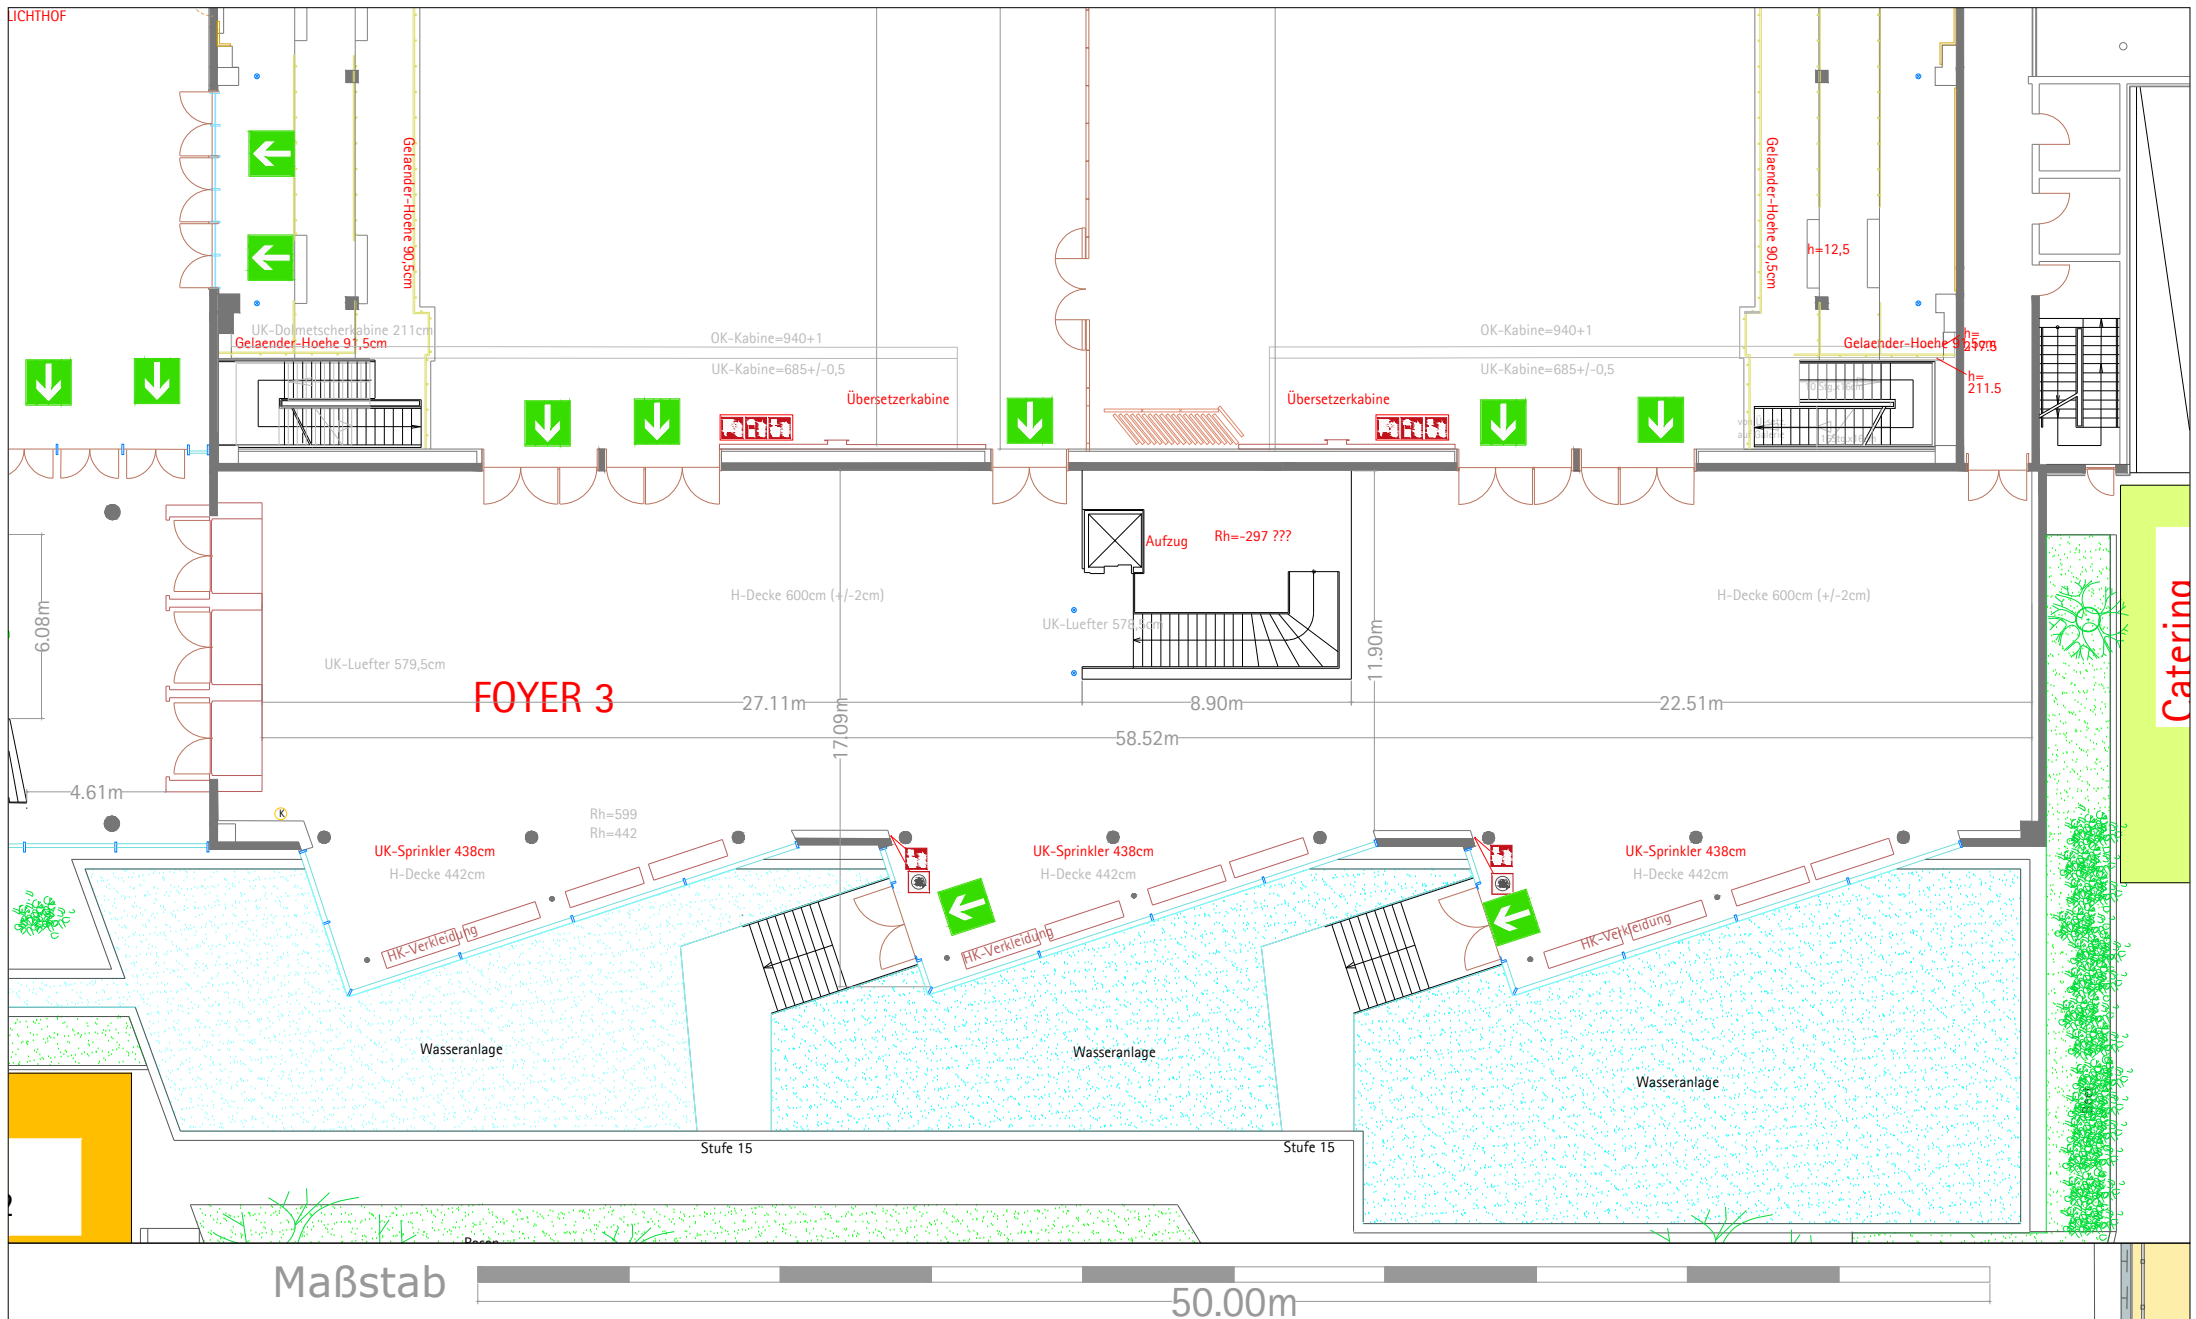 LICHTHOF
Gelaender-Hoehe 90,5cm
Gelaender-Hoehe 90,5cm
h=12,5
UK-Dolmetscherkabine 211cm
Gelaender-Hoehe 91,5cm
OK-Kabine=940+1
UK-Kabine=685+/-0,5
OK-Kabine=940+1
UK-Kabine=685+/-0,5
Gelaender-Hoehe 91,5cm
h=
217.5
h=
211.5
Übersetzerkabine
Übersetzerkabine
10.Stg.x16cm
Aufzug
Rh=-297 ???
H-Decke 600cm (+/-2cm)
H-Decke 600cm (+/-2cm)
UK-Luefter 578,5cm
UK-Luefter 579,5cm
6.08m
11.90m
Catering
FOYER 3
27.11m
8.90m
22.51m
17.09m
58.52m
4.61m
K
Rh=599
Rh=442
UK-Sprinkler 438cm
H-Decke 442cm
UK-Sprinkler 438cm
H-Decke 442cm
UK-Sprinkler 438cm
H-Decke 442cm
HK-Verkleidung
HK-Verkleidung
HK-Verkleidung
Wasseranlage
Wasseranlage
Wasseranlage
Stufe 15
Stufe 15
Maßstab
50.00m